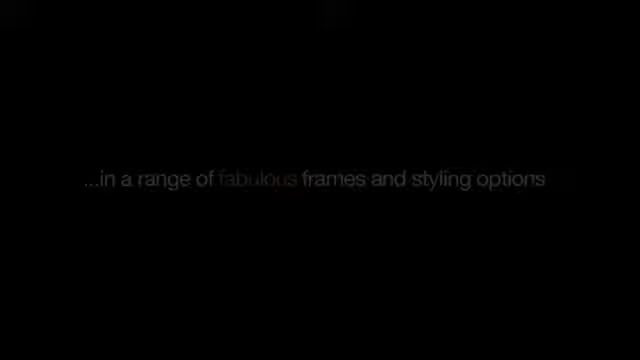 ...in a range of fabulous frames and styling options